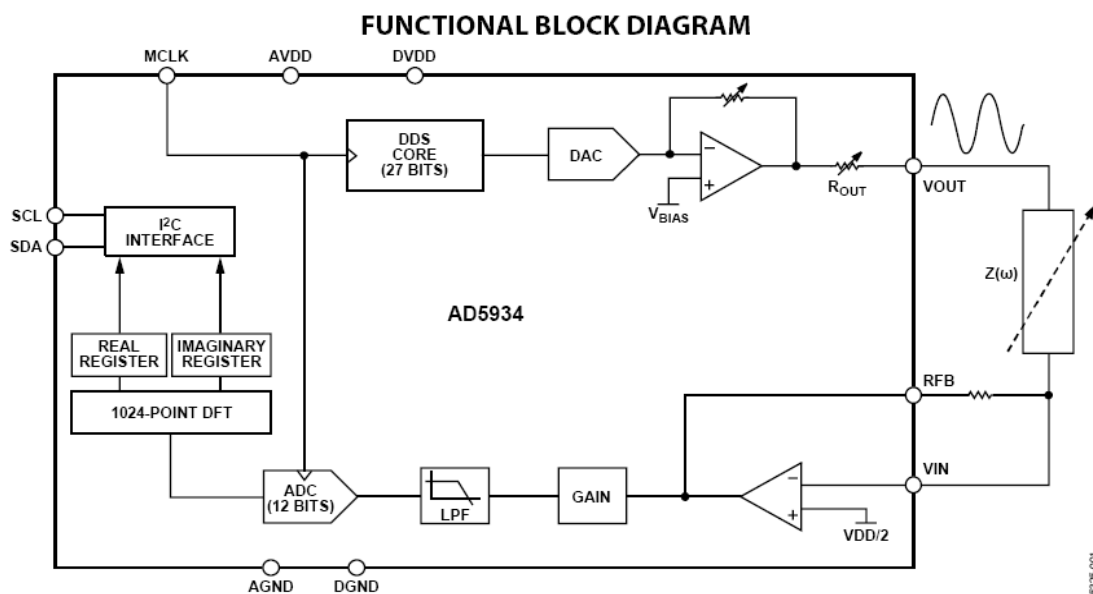 FUNCTIONAL BLOCK DIAGRAM
MCLK
AVDD
DVDD
DDS
CORE
(27 BITS)
DAC
VBIAS
ROUT
VOUT
SCL
SDA
I2C
INTERFACE
Z(ω)
AD5934
REAL
REGISTER
IMAGINARY
REGISTER
1024-POINT DFT
RFB
VIN
ADC
(12 BITS)
LPF
GAIN
VDD/2
AGND
DGND